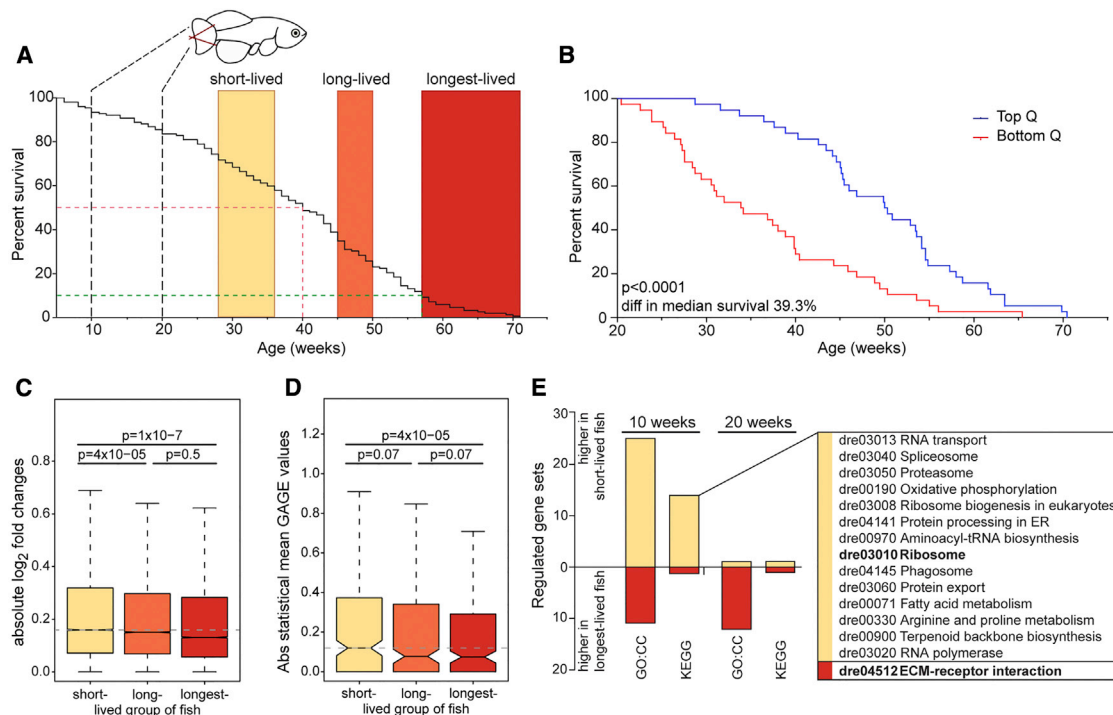 A
short-lived
long-lived
longest-lived
Percent survival
100
80
60
40
20
0
10
20
30
40
50
60
70
Age (weeks)
B
Percent survival
100
80
60
40
20
0
Top Q
Bottom Q
p<0.0001
diff in median survival 39.3%
20
30
40
50
60
70
Age (weeks)
C
absolute log2 fold changes
0.8
0.6
0.4
0.2
0.0
p=1x10−7
p=4x10−05
p=0.5
short-
long-
longest-
lived group of fish
D
Abs statistical mean GAGE values
1.2
1.0
0.8
0.6
0.4
0.2
0.0
p=4x10−05
p=0.07
p=0.07
short-
long-
longest-
lived group of fish
E
Regulated gene sets
higher in
short-lived fish
higher in
longest-lived fish
30
20
10
0
10
20
10 weeks
20 weeks
GO:CC
KEGG
GO:CC
KEGG
dre03013 RNA transport
dre03040 Spliceosome
dre03050 Proteasome
dre00190 Oxidative phosphorylation
dre03008 Ribosome biogenesis in eukaryotes
dre04141 Protein processing in ER
dre00970 Aminoacyl-tRNA biosynthesis
dre03010 Ribosome
dre04145 Phagosome
dre03060 Protein export
dre00071 Fatty acid metabolism
dre00330 Arginine and proline metabolism
dre00900 Terpenoid backbone biosynthesis
dre03020 RNA polymerase
dre04512 ECM-receptor interaction